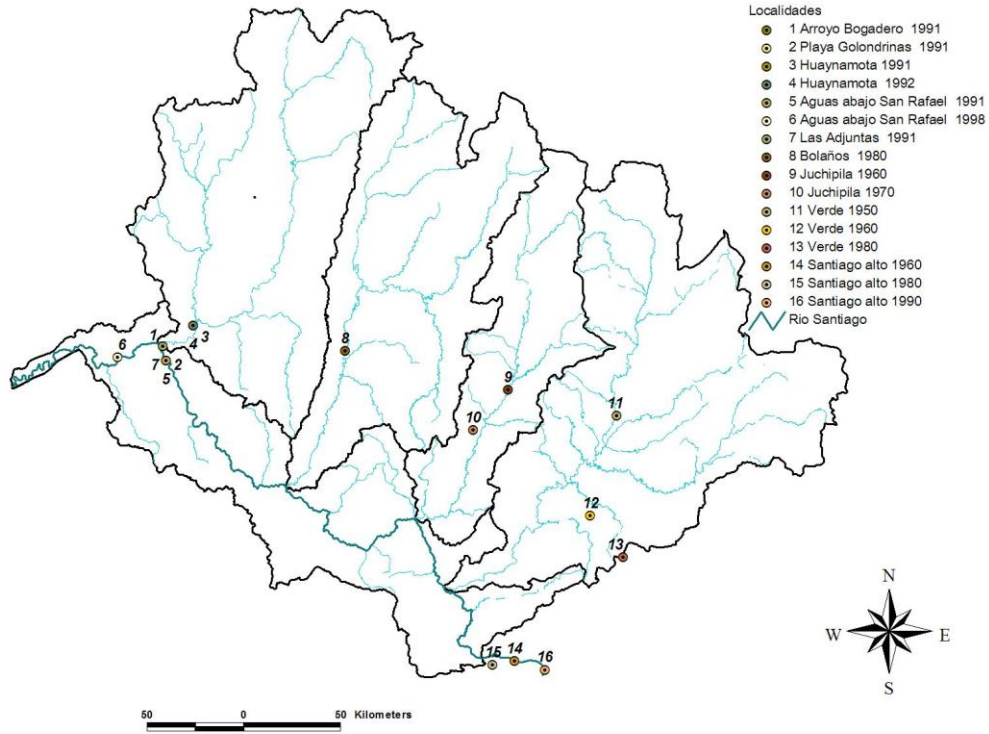 Localidades
1 Arroyo Bogadero 1991
2 Playa Golondrinas 1991
3 Huaynamota 1991
4 Huaynamota 1992
5 Aguas abajo San Rafael 1991
6 Aguas abajo San Rafael 1998
7 Las Adjuntas 1991
8 Bolaños 1980
9 Juchipila 1960
10 Juchipila 1970
11 Verde 1950
12 Verde 1960
13 Verde 1980
14 Santiago alto 1960
15 Santiago alto 1980
16 Santiago alto 1990
Rio Santiago
3
1
6
4
8
7
2
5
9
10
11
12
13
N
W
E
S
15
14
16
50
0
50
Kilometers